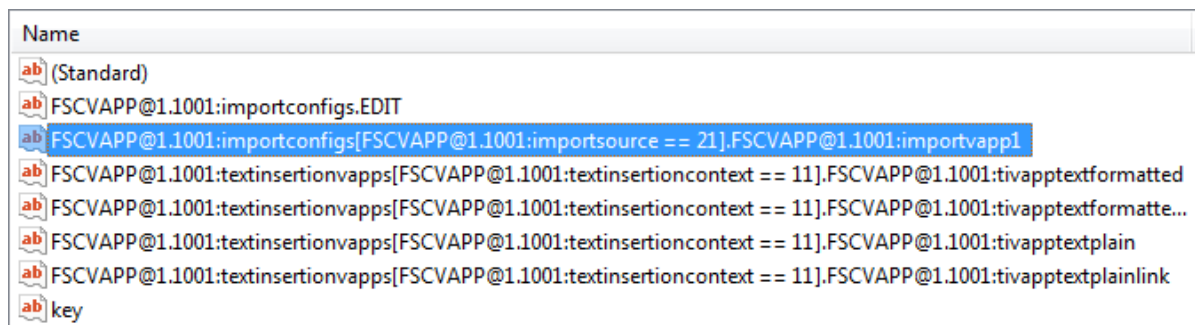 Name
(Standard)
FSCVAPP@1.1001:importconfigs.EDIT
FSCVAPP@1.1001:importconfigs[FSCVAPP@1.1001:importsource == 21].FSCVAPP@1.1001:importvapp1
FSCVAPP@1.1001:textinsertionvapps[FSCVAPP@1.1001:textinsertioncontext == 11].FSCVAPP@1.1001:tivapptextformatted
FSCVAPP@1.1001:textinsertionvapps[FSCVAPP@1.1001:textinsertioncontext == 11].FSCVAPP@1.1001:tivapptextformatte...
FSCVAPP@1.1001:textinsertionvapps[FSCVAPP@1.1001:textinsertioncontext == 11].FSCVAPP@1.1001:tivapptextplain
FSCVAPP@1.1001:textinsertionvapps[FSCVAPP@1.1001:textinsertioncontext == 11].FSCVAPP@1.1001:tivapptextplainlink
key